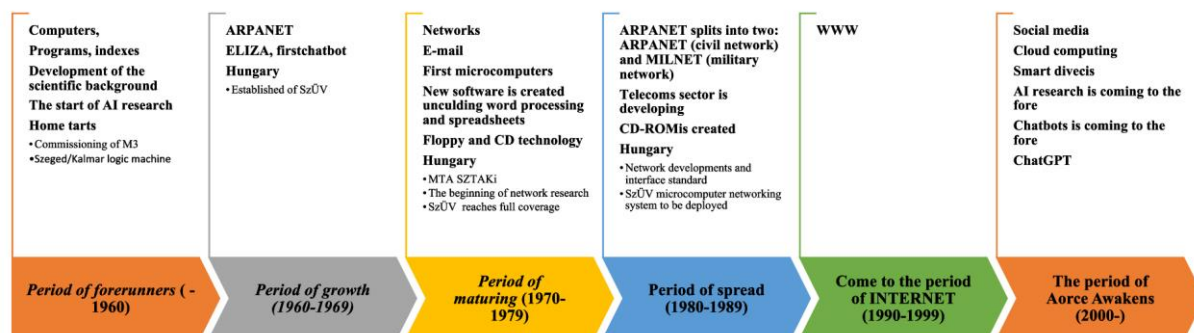 Computers,
Programs, indexes
Development of the
scientific background
The start of AI research
Home tarts
• Commissioning of M3
•Szeged/Kalmar logic machine
Period of forerunners ( -
1960)
ARPANET
ELIZA, firstchatbot
Hungary
• Established of SzÜV
Period of growth
(1960-1969)
Networks
E-mail
First microcomputers
New software is created
unculding word processing
and spreadsheets
Floppy and CD technology
Hungary
• MTA SZTAKi
• The beginning of network research
• SzÜV reaches full coverage
Period of
maturing (1970-
1979)
ARPANET splits into two:
ARPANET (civil network)
and MILNET (military
network)
Telecoms sector is
developing
CD-ROMis created
Hungary
• Network developments and
interface standard
• SzÜV microcomputer networking
system to be deployed
Period of spread
(1980-1989)
WWW
Come to the period
of INTERNET
(1990-1999)
Social media
Cloud computing
Smart divecis
AI research is coming to the
fore
Chatbots is coming to the
fore
ChatGPT
The period of
Aorce Awakens
(2000-)